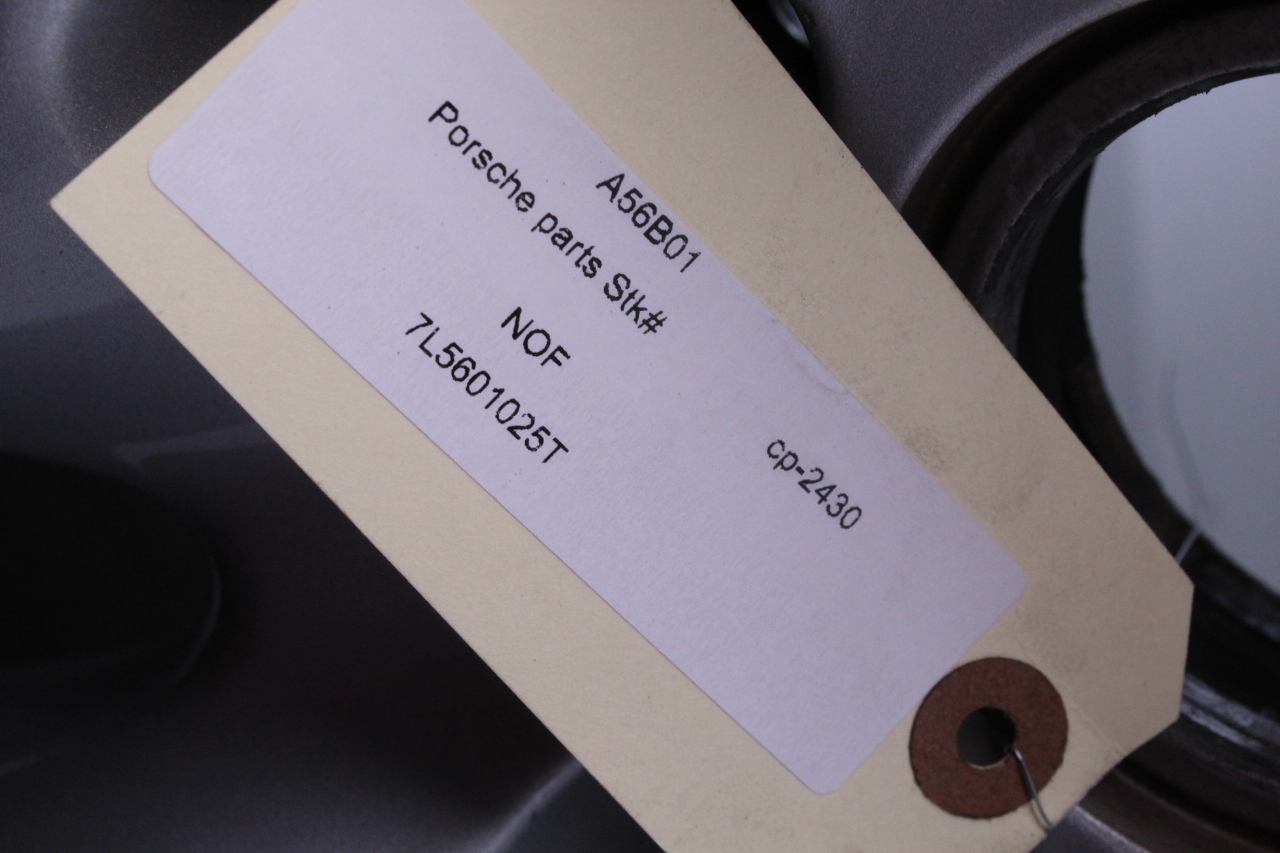 A56B01
Porsche parts Stk#
cp-2430
NOF
7L5601025T